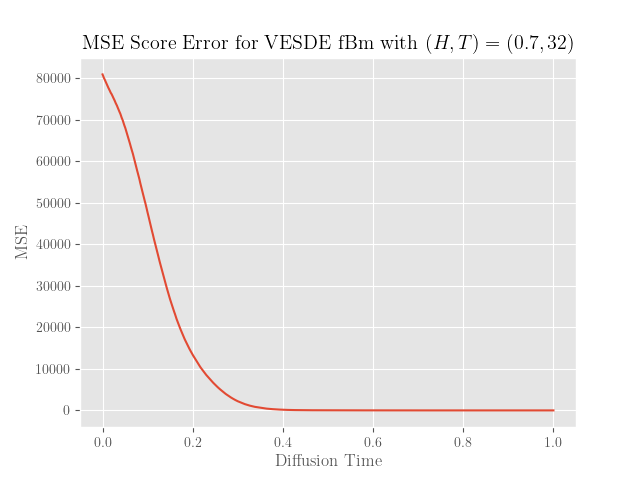 MSE Score Error for VESDE fBm with (H, T) = (0.7, 32)
80000
70000
60000
50000
40000
30000
20000
10000
0
MSE
0.0 0.2 0.4 0.6 0.8 1.0
Diffusion Time